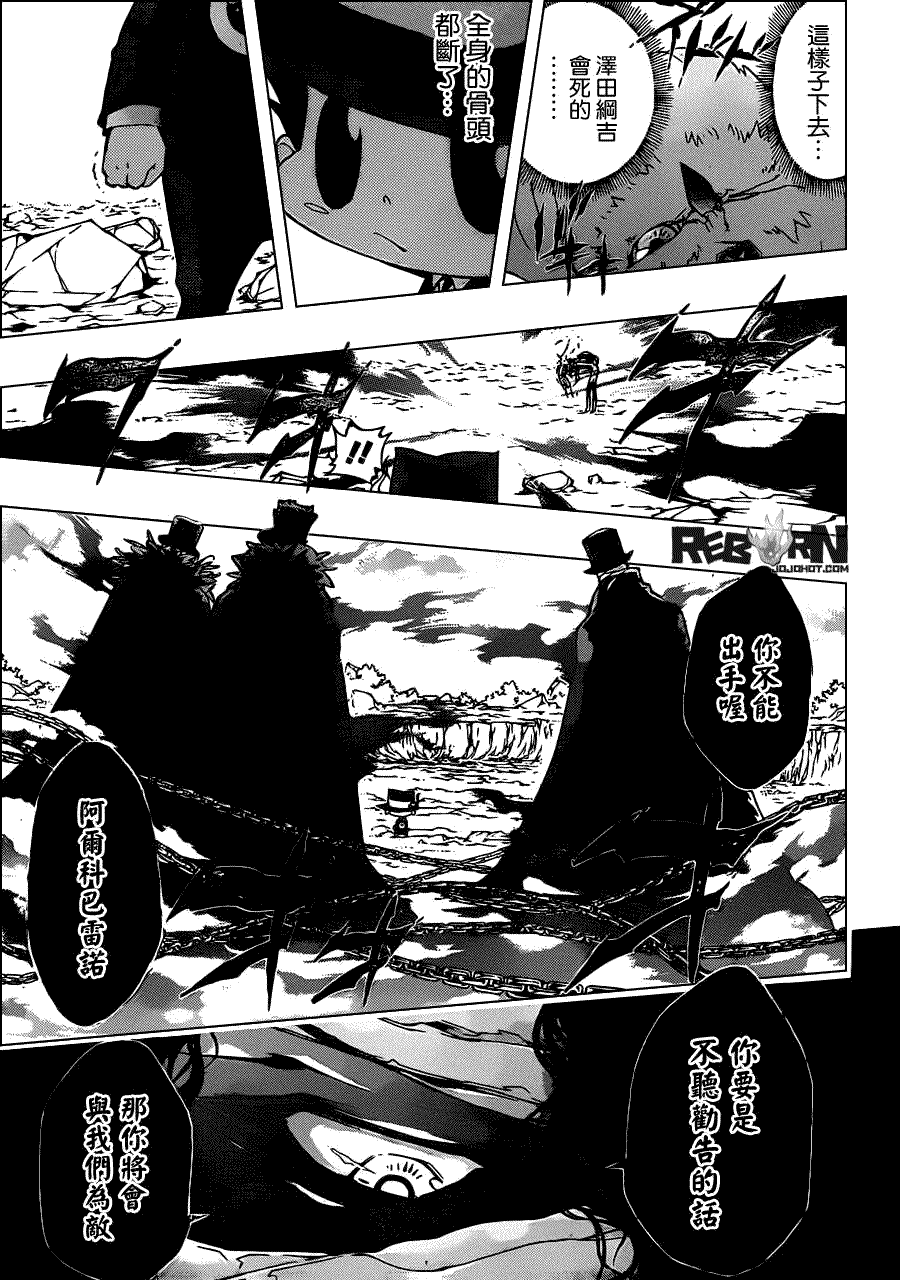 這樣子下去…
澤田綱吉
會死的
………
全身的骨頭
都斷了…
!!
REBORN
JOJOHOT.COM
你不能
出手喔
阿爾科巴雷諾
你要是
不聽勸告的話
那你將會
與我們為敵